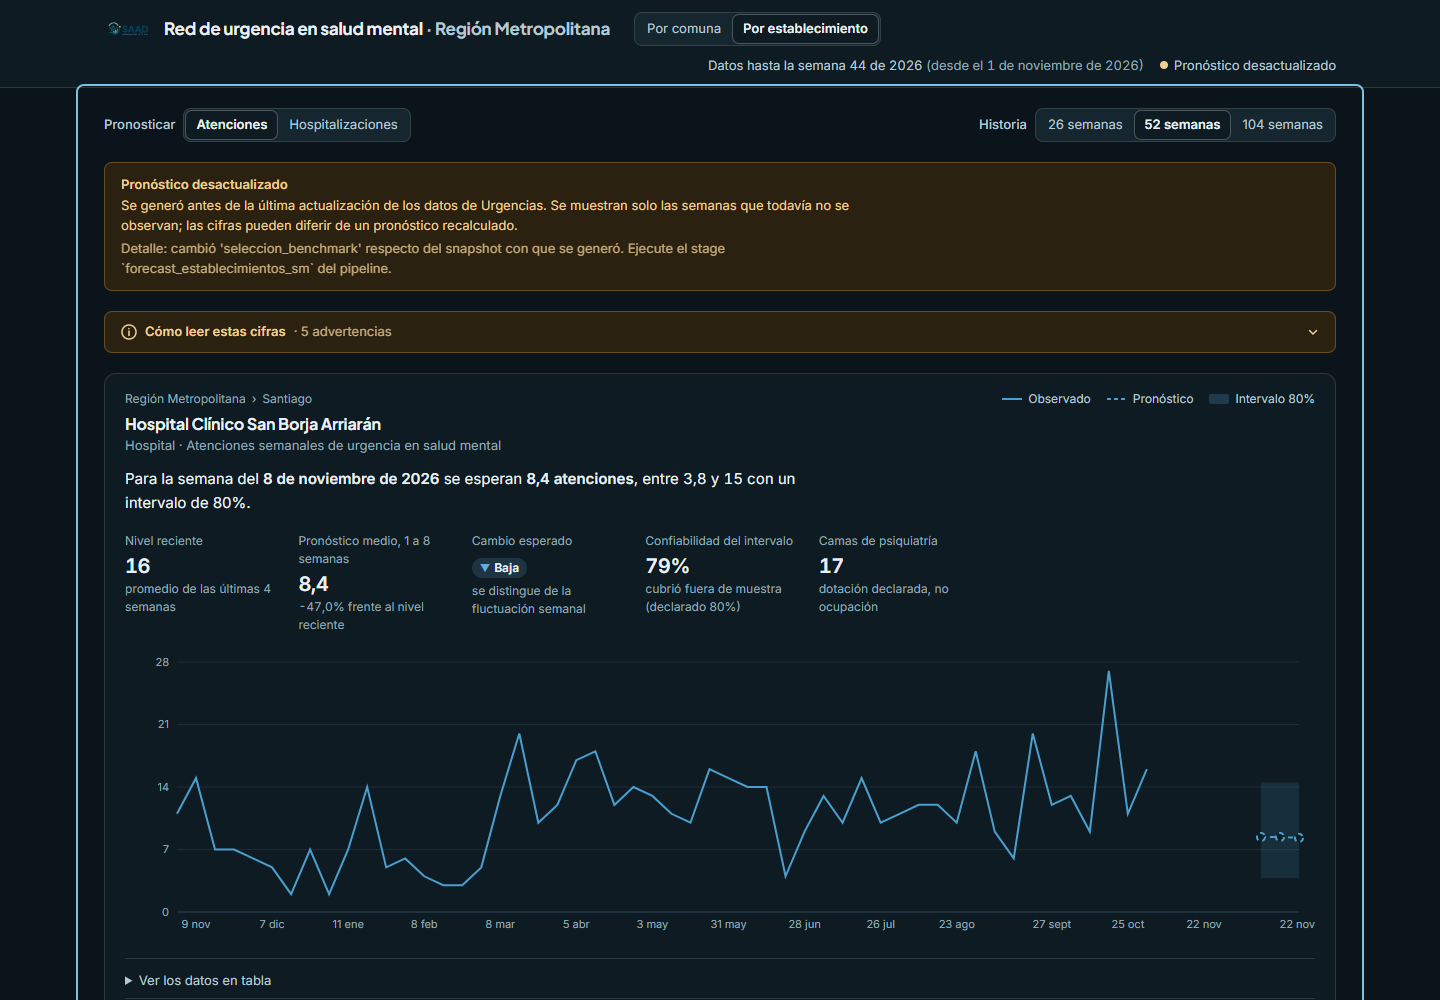 SAAD
Red de urgencia en salud mental · Región Metropolitana
Por comuna
Por establecimiento
Datos hasta la semana 44 de 2026 (desde el 1 de noviembre de 2026)
Pronóstico desactualizado
Pronosticar
Atenciones
Hospitalizaciones
Historia
26 semanas
52 semanas
104 semanas
Pronóstico desactualizado
Se generó antes de la última actualización de los datos de Urgencias. Se muestran solo las semanas que todavía no se
observan; las cifras pueden diferir de un pronóstico recalculado.
Detalle: cambió 'seleccion_benchmark' respecto del snapshot con que se generó. Ejecute el stage
`forecast_establecimientos_sm` del pipeline.
Cómo leer estas cifras · 5 advertencias
Región Metropolitana › Santiago
Observado
Pronóstico
Intervalo 80%
Hospital Clínico San Borja Arriarán
Hospital · Atenciones semanales de urgencia en salud mental
Para la semana del 8 de noviembre de 2026 se esperan 8,4 atenciones, entre 3,8 y 15 con un
intervalo de 80%.
Nivel reciente
16
promedio de las últimas 4
semanas
Pronóstico medio, 1 a 8
semanas
8,4
-47,0% frente al nivel
reciente
Cambio esperado
▼ Baja
se distingue de la
fluctuación semanal
Confiabilidad del intervalo
79%
cubrió fuera de muestra
(declarado 80%)
Camas de psiquiatría
17
dotación declarada, no
ocupación
28
21
14
7
0
9 nov
7 dic
11 ene
8 feb
8 mar
5 abr
3 may
31 may
28 jun
26 jul
23 ago
27 sept
25 oct
22 nov
22 nov
▶ Ver los datos en tabla